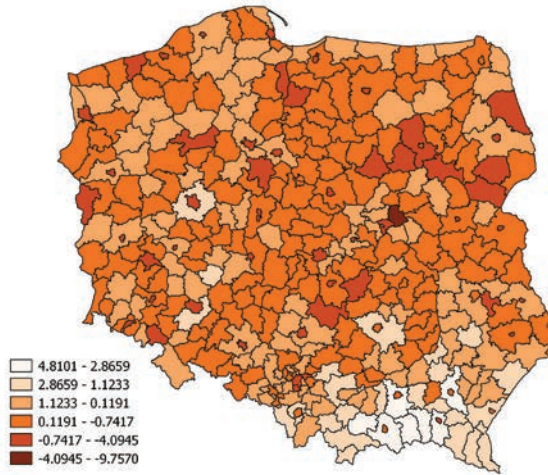 4.8101 - 2.8659
2.8659 - 1.1233
1.1233 - 0.1191
0.1191 - -0.7417
-0.7417 - -4.0945
-4.0945 - -9.7570